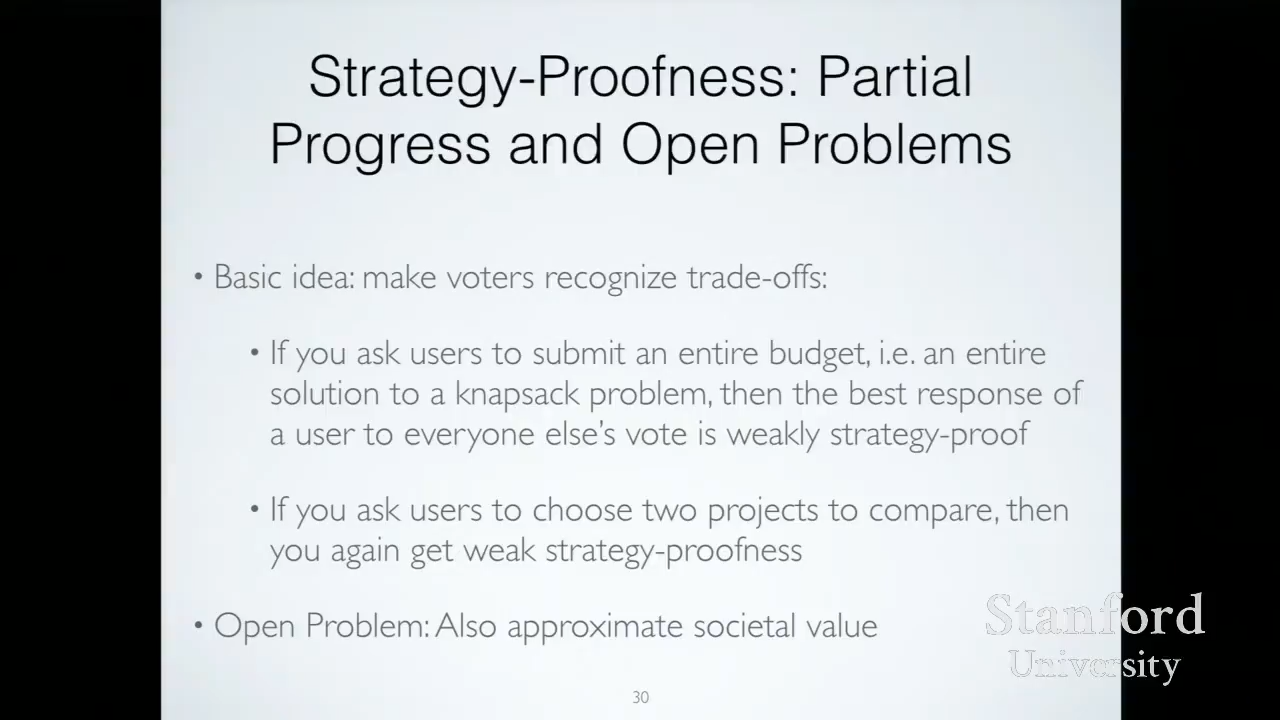 Strategy-Proofness: Partial
Progress and Open Problems
• Basic idea: make voters recognize trade-offs:
• If you ask users to submit an entire budget, i.e. an entire
solution to a knapsack problem, then the best response of
a user to everyone else's vote is weakly strategy-proof
• If you ask users to choose two projects to compare, then
you again get weak strategy-proofness
• Open Problem: Also approximate societal value
Stanford
University
30